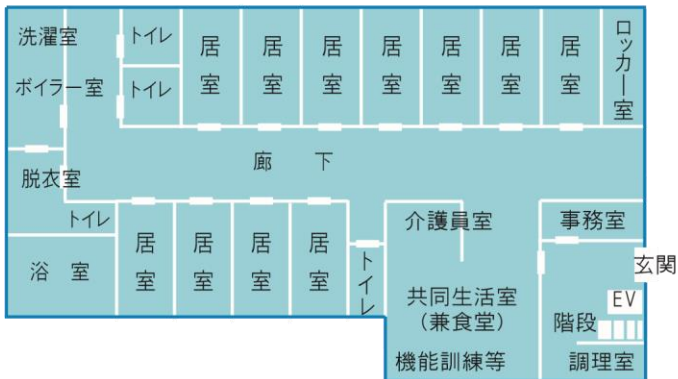 洗濯室
ボイラー室
トイレ
トイレ
居室
居室
居室
居室
居室
居室
居室
ロッカー室
廊下
脱衣室
トイレ
浴室
居室
居室
居室
居室
トイレ
介護員室
共同生活室
（兼食堂）
機能訓練等
事務室
玄関
EV
階段
調理室